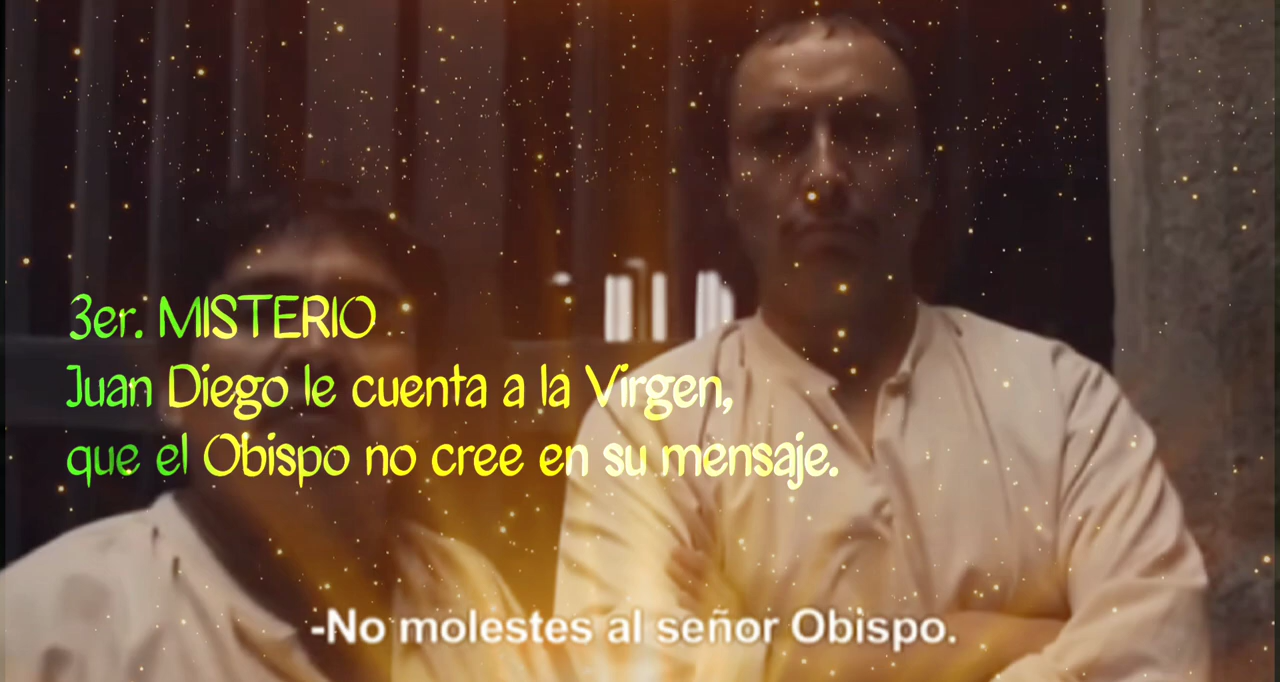 3er. MISTERIO
Juan Diego le cuenta a la Virgen,
que el Obispo no cree en su mensaje.
-No molestes al señor Obispo.